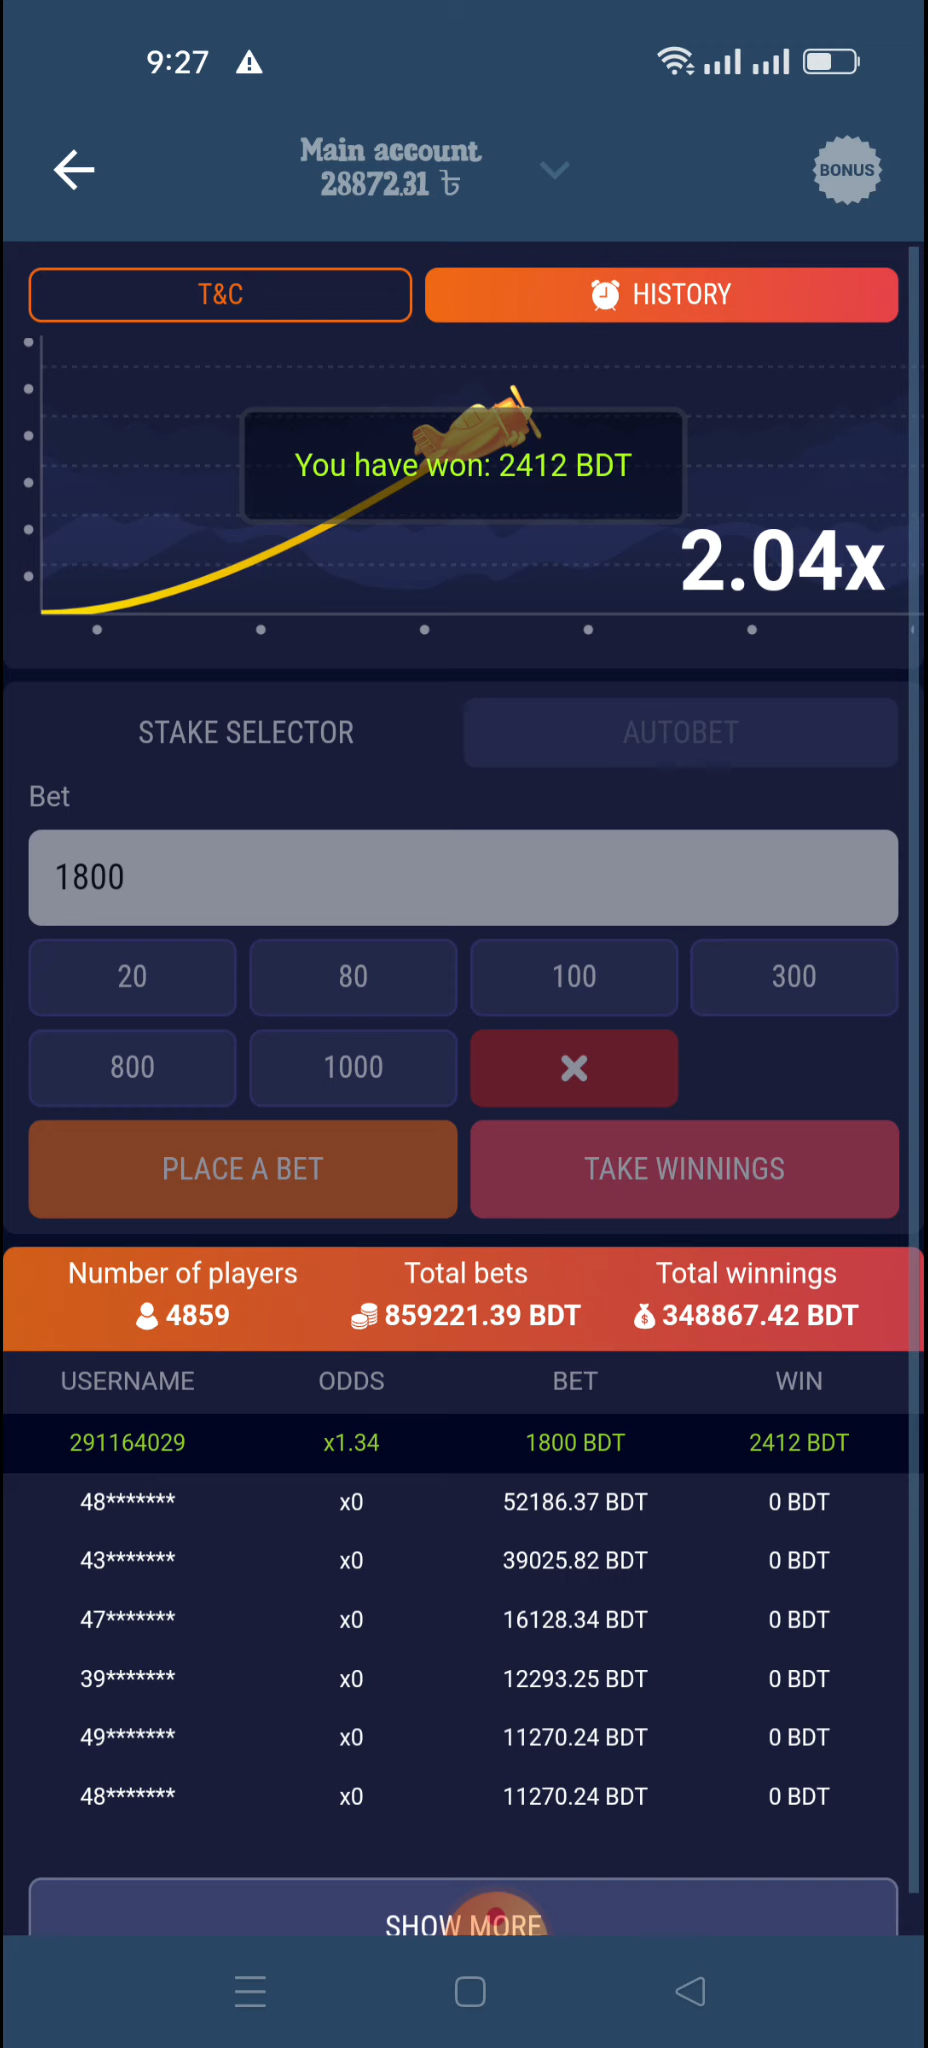 9:27
Main account
28872.31 ৳
BONUS
T&C
HISTORY
You have won: 2412 BDT
2.04x
STAKE SELECTOR
AUTOBET
Bet
1800
20 80 100 300
800 1000
PLACE A BET TAKE WINNINGS
Number of players Total bets Total winnings
4859 859221.39 BDT 348867.42 BDT
USERNAME ODDS BET WIN
291164029 x1.34 1800 BDT 2412 BDT
48******* x0 52186.37 BDT 0 BDT
43******* x0 39025.82 BDT 0 BDT
47******* x0 16128.34 BDT 0 BDT
39******* x0 12293.25 BDT 0 BDT
49******* x0 11270.24 BDT 0 BDT
48******* x0 11270.24 BDT 0 BDT
SHOW MORE